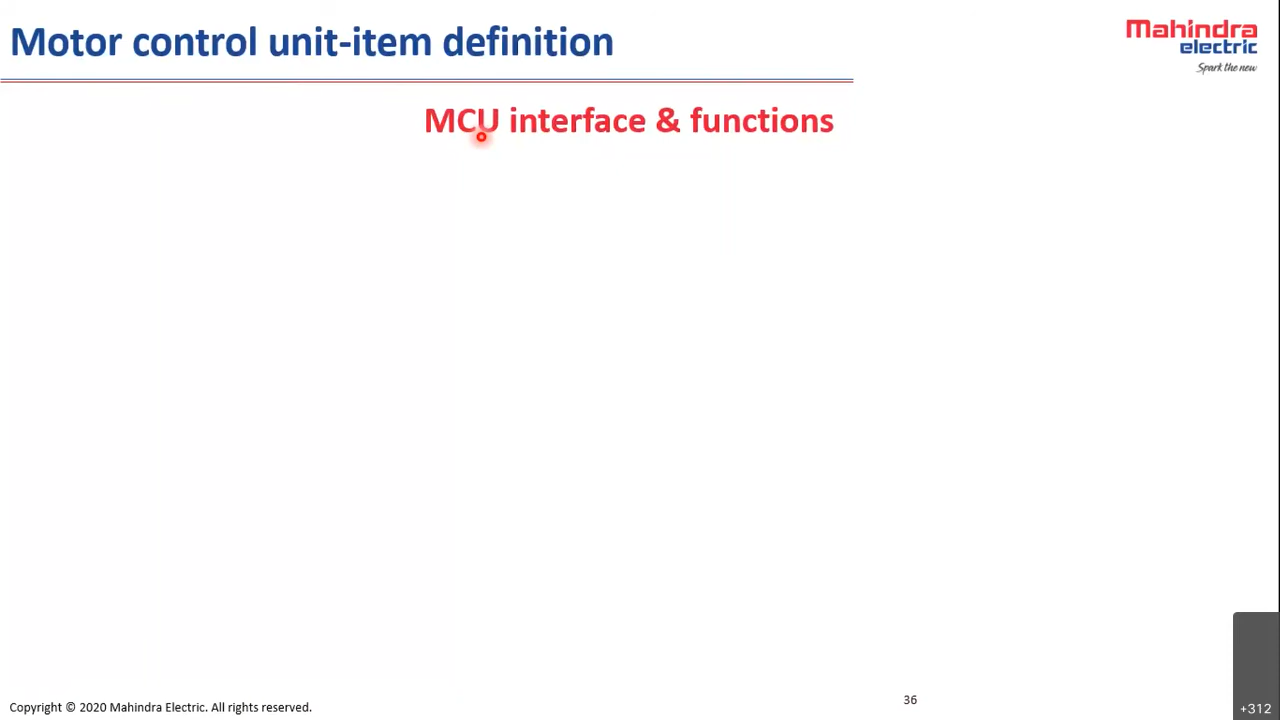 Motor control unit-item definition
Mahindra
electric
Spark the new
MCU interface & functions
36
Copyright © 2020 Mahindra Electric. All rights reserved.
+312